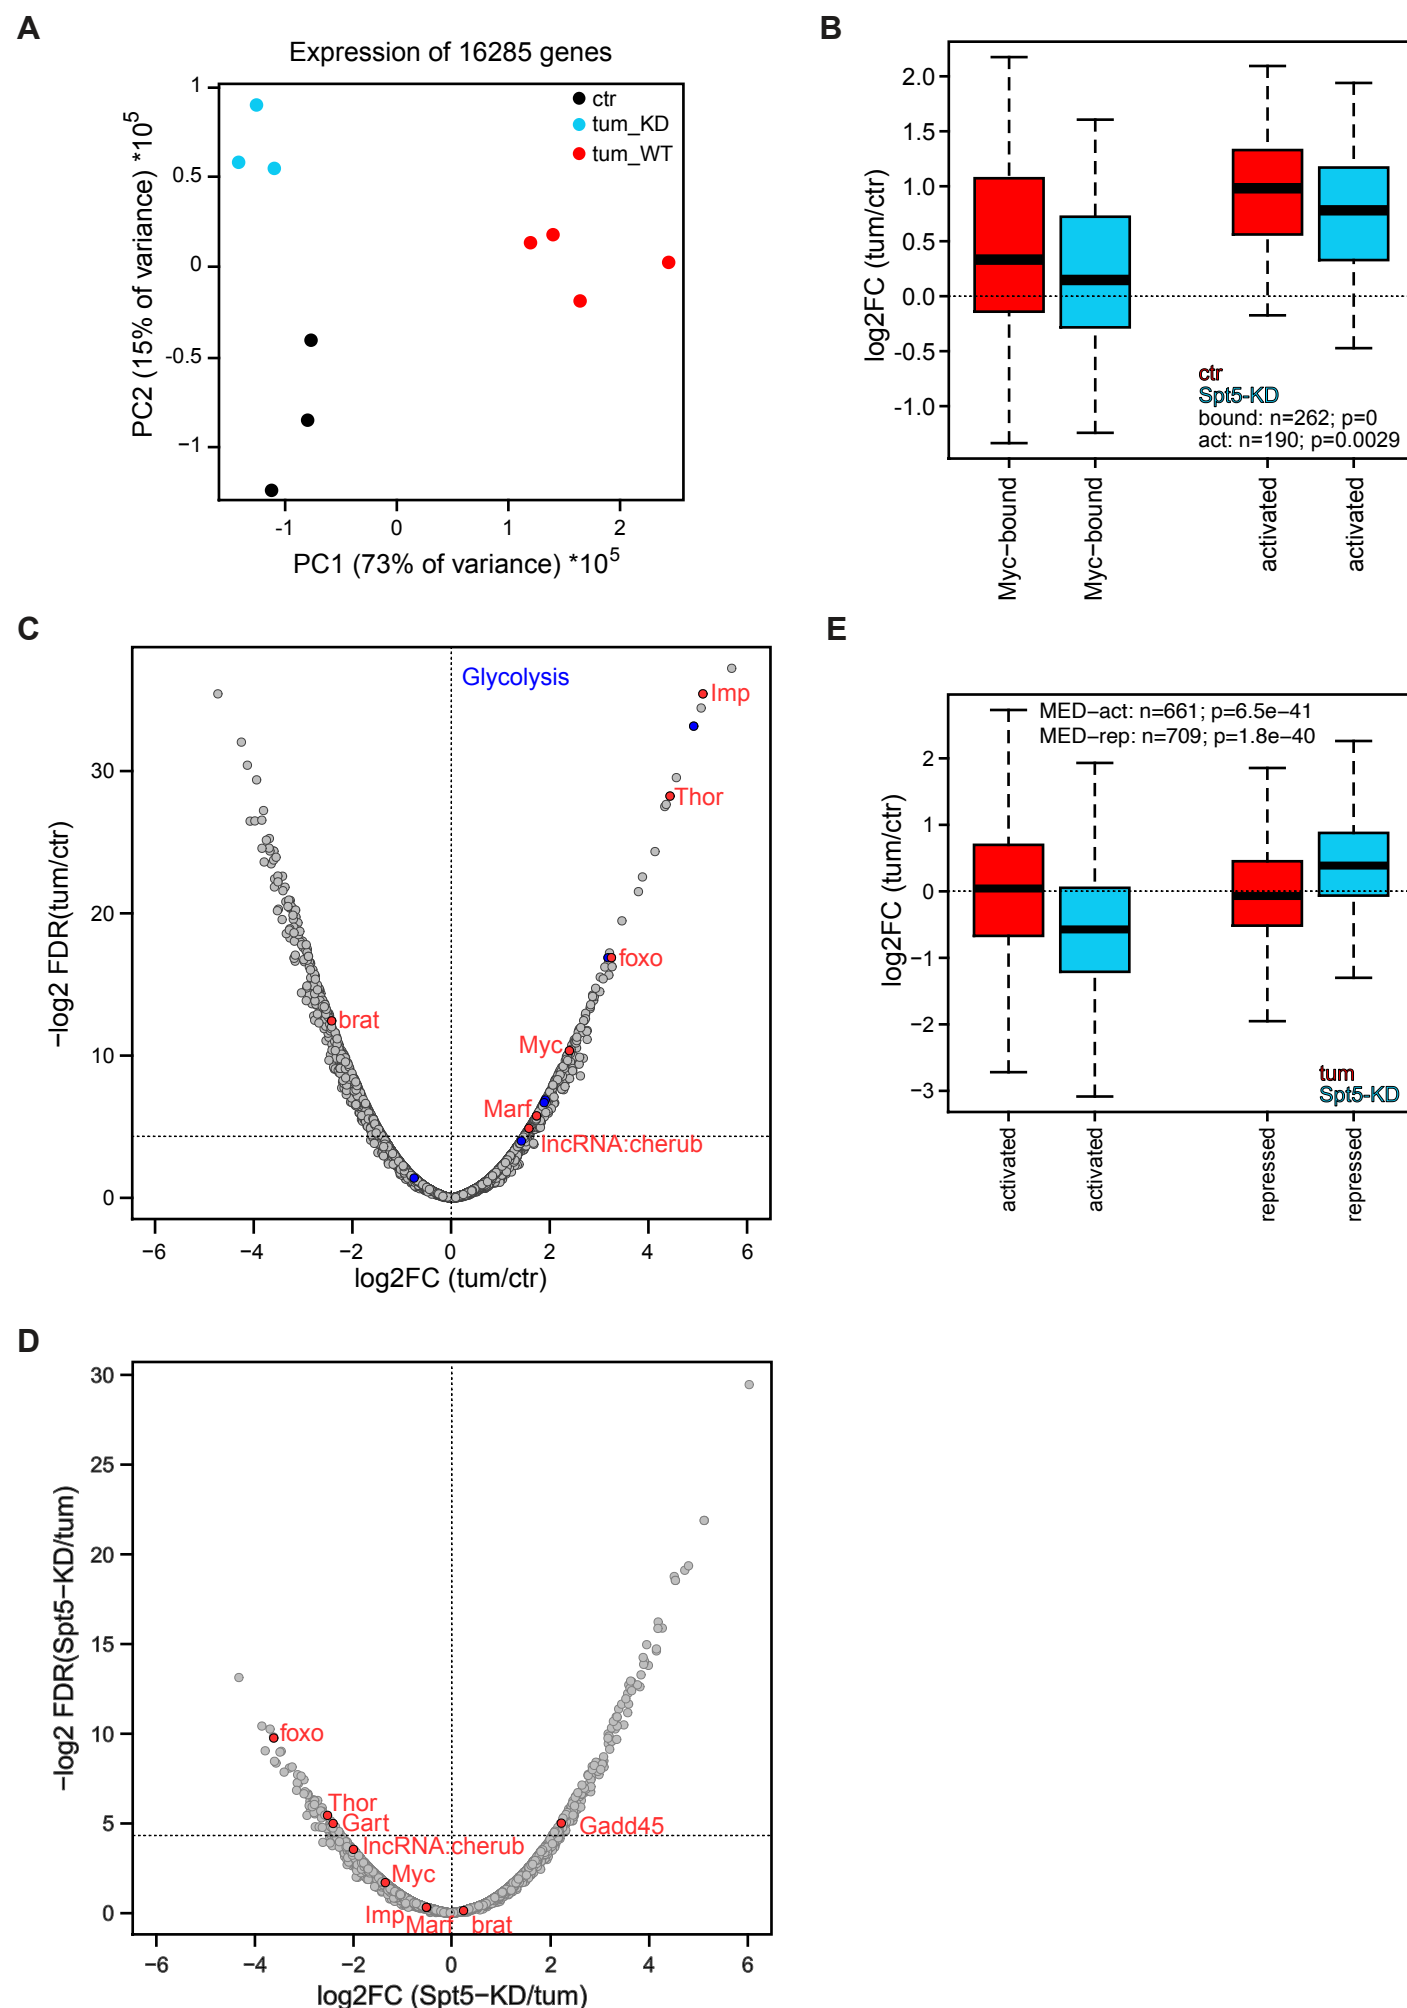 A
Expression of 16285 genes
ctr
tum_KD
tum_WT
1
0.5
0
-0.5
−1
PC2 (15% of variance) *10^5
-1
0
1
2
PC1 (73% of variance) *10^5
B
2.0
1.5
1.0
0.5
0.0
-0.5
-1.0
log2FC (tum/ctr)
ctr
Spt5-KD
bound: n=262; p=0
act: n=190; p=0.0029
Myc−bound
Myc−bound
activated
activated
C
Glycolysis
Imp
Thor
foxo
brat
Myc
Marf
lncRNA:cherub
30
20
10
0
−log2 FDR(tum/ctr)
−6
−4
−2
0
2
4
6
log2FC (tum/ctr)
E
MED−act: n=661; p=6.5e−41
MED−rep: n=709; p=1.8e−40
2
1
0
−1
−2
−3
log2FC (tum/ctr)
tum
Spt5-KD
activated
activated
repressed
repressed
D
30
25
20
15
10
5
0
−log2 FDR(Spt5−KD/tum)
foxo
Thor
Gart
lncRNA:cherub
Myc
Imp
Marf
brat
Gadd45
−6
−4
−2
0
2
4
6
log2FC (Spt5−KD/tum)